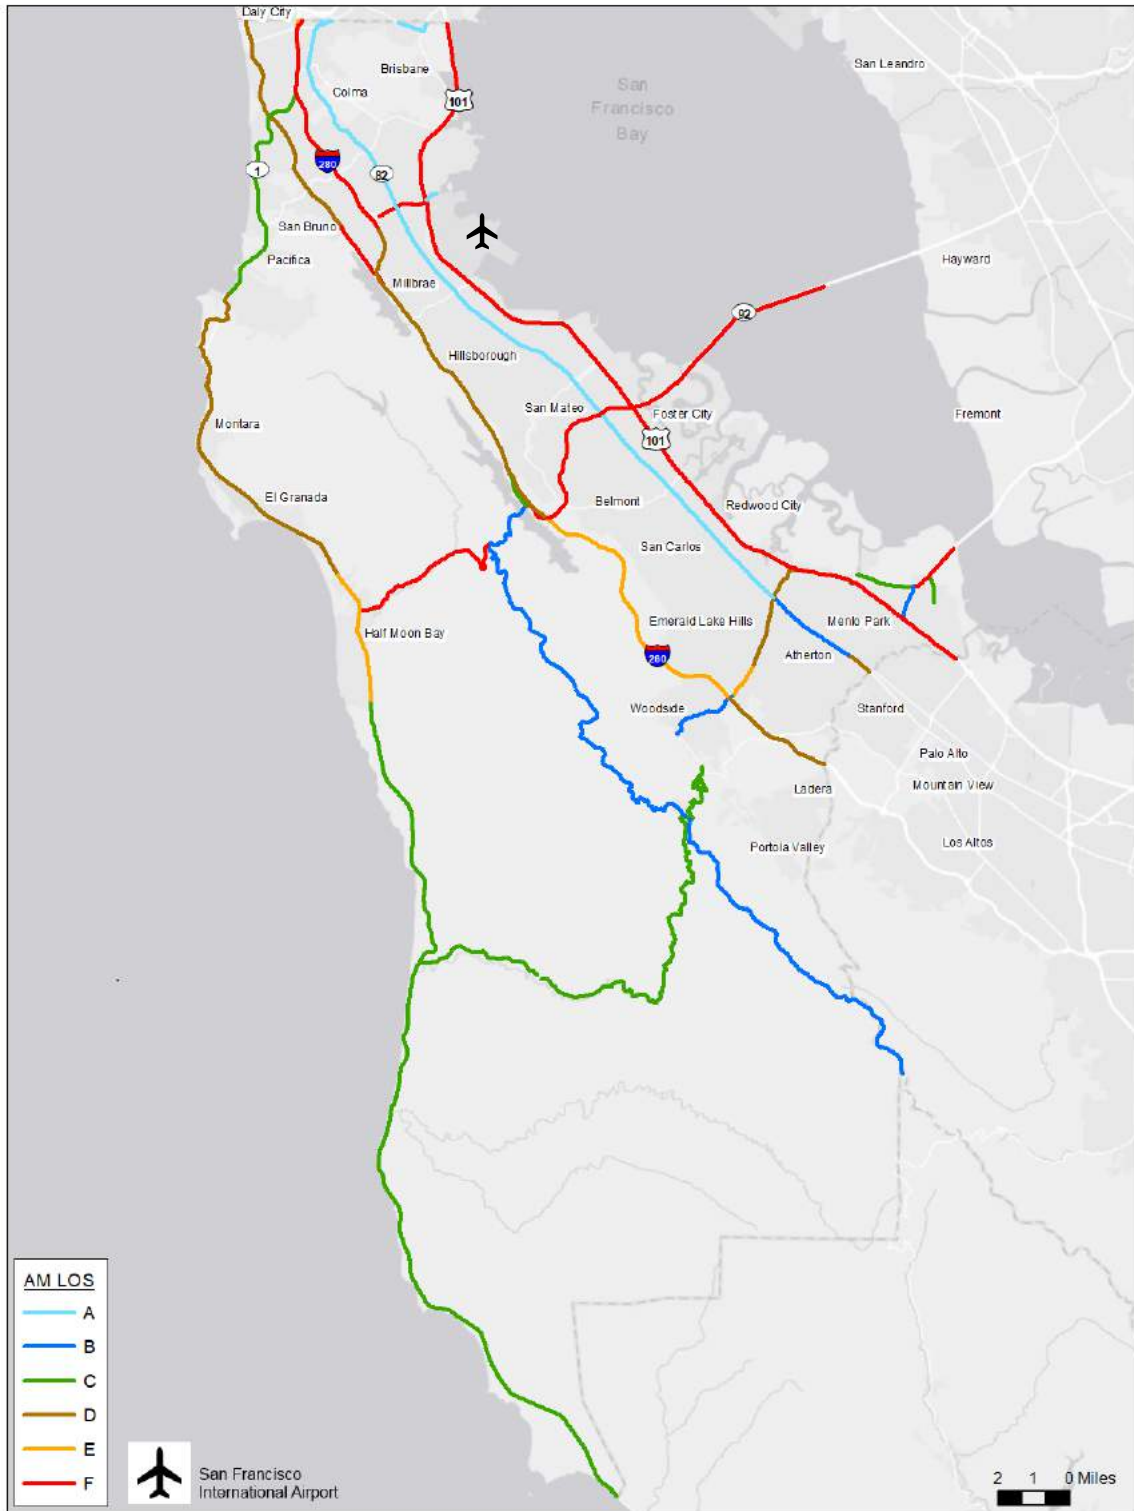 Daly City
San Leandro
Brisbane
San
Francisco
Bay
Colma
101
280
1
82
San Bruno
Pacifica
Millbrae
Hayward
92
Hillsborough
San Mateo
Foster City
Fremont
Montara
101
El Granada
Belmont
Redwood City
San Carlos
Half Moon Bay
Emerald Lake Hills
Menlo Park
280
Atherton
Woodside
Stanford
Palo Alto
Ladera
Mountain View
Portola Valley
Los Altos
AM LOS
A
B
C
D
E
F
San Francisco
International Airport
2 1 0 Miles